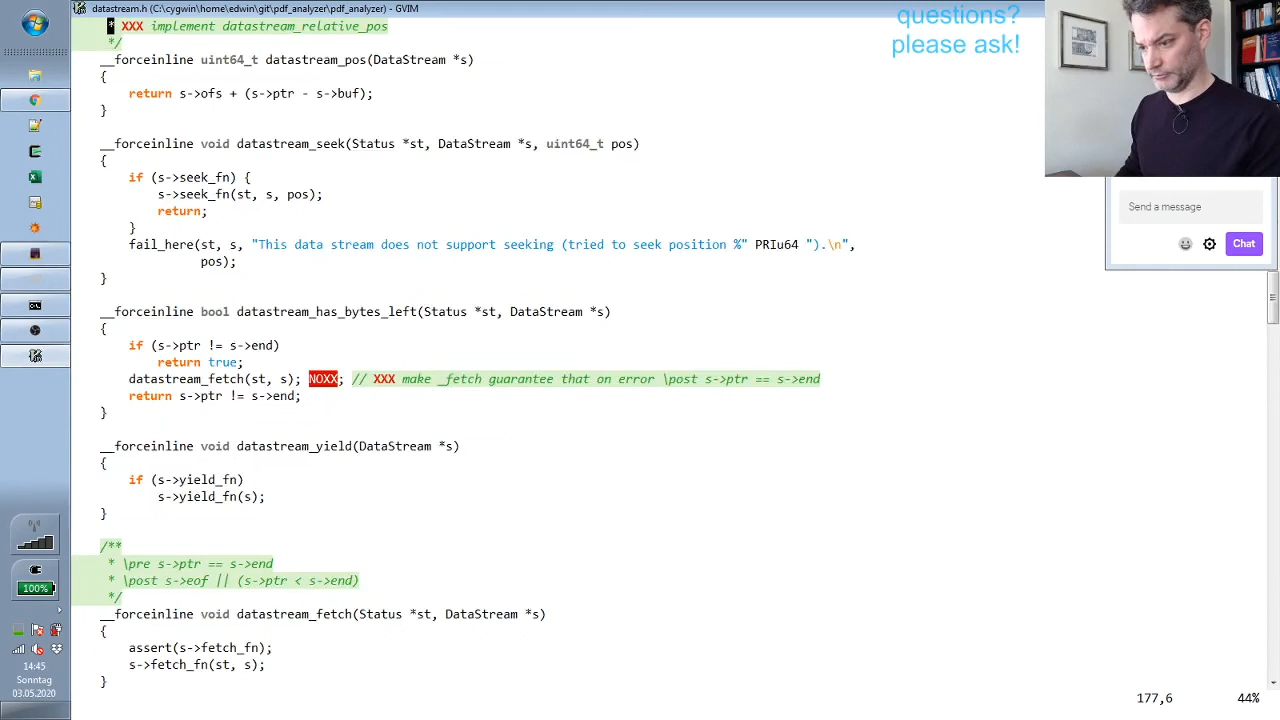 datastream.h (C:\cygwin\home\edwin\git\pdf_analyzer\pdf_analyzer) - GVIM
* XXX implement datastream_relative_pos
*/
__forceinline uint64_t datastream_pos(DataStream *s)
{
return s->ofs + (s->ptr - s->buf);
}
__forceinline void datastream_seek(Status *st, DataStream *s, uint64_t pos)
{
if (s->seek_fn) {
s->seek_fn(st, s, pos);
return;
}
fail_here(st, s, "This data stream does not support seeking (tried to seek position %" PRIu64 ").\n",
pos);
}
__forceinline bool datastream_has_bytes_left(Status *st, DataStream *s)
{
if (s->ptr != s->end)
return true;
datastream_fetch(st, s); NOXX; // XXX make _fetch guarantee that on error \post s->ptr == s->end
return s->ptr != s->end;
}
__forceinline void datastream_yield(DataStream *s)
{
if (s->yield_fn)
s->yield_fn(s);
}
/**
* \pre s->ptr == s->end
* \post s->eof || (s->ptr < s->end)
*/
__forceinline void datastream_fetch(Status *st, DataStream *s)
{
assert(s->fetch_fn);
s->fetch_fn(st, s);
}
177,6 44%
questions?
please ask!
Send a message
Chat
100%
14:45
Sonntag
03.05.2020